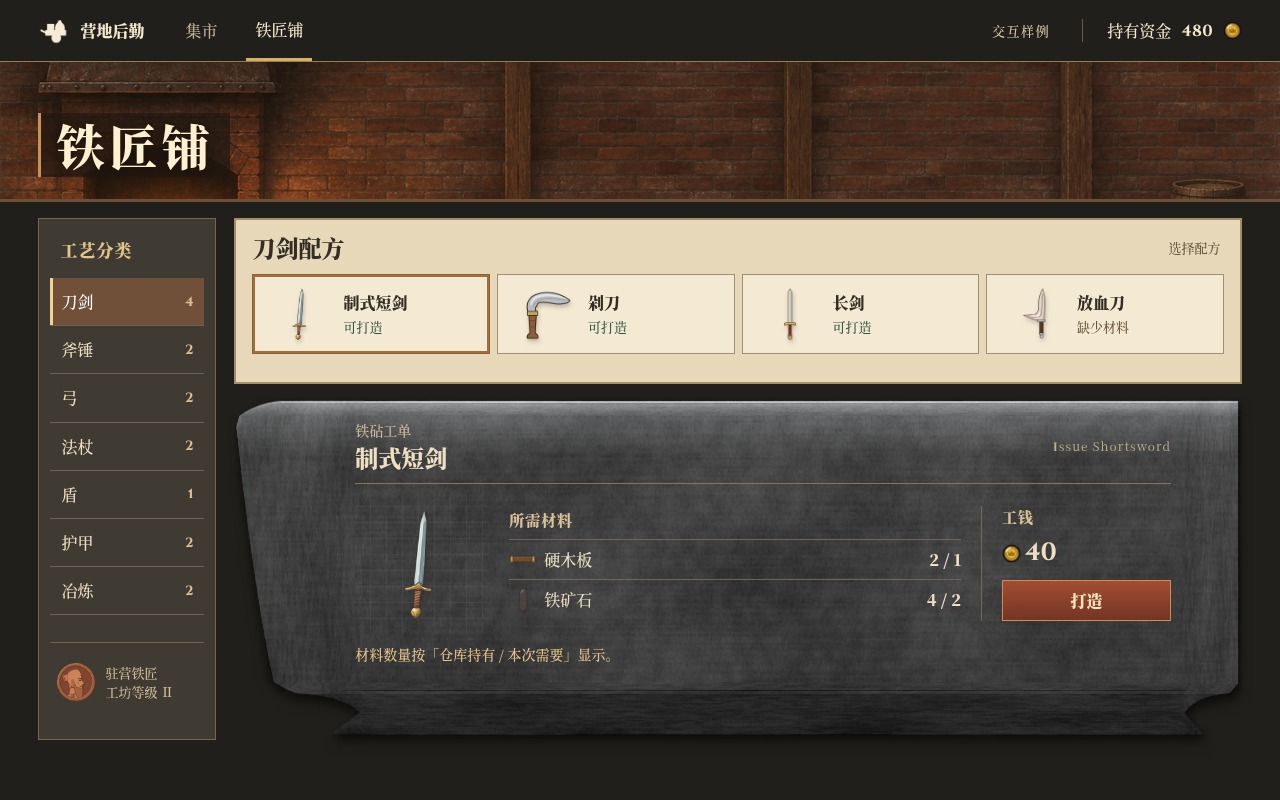 营地后勤
集市
铁匠铺
交互样例
持有资金 480
铁匠铺
工艺分类
刀剑 4
斧锤 2
弓 2
法杖 2
盾 1
护甲 2
冶炼 2
驻营铁匠
工坊等级 II
刀剑配方
选择配方
制式短剑
可打造
剃刀
可打造
长剑
可打造
放血刀
缺少材料
铁砧工单
制式短剑
Issue Shortsword
所需材料
硬木板 2 / 1
铁矿石 4 / 2
工钱
40
打造
材料数量按「仓库持有 / 本次需要」显示。